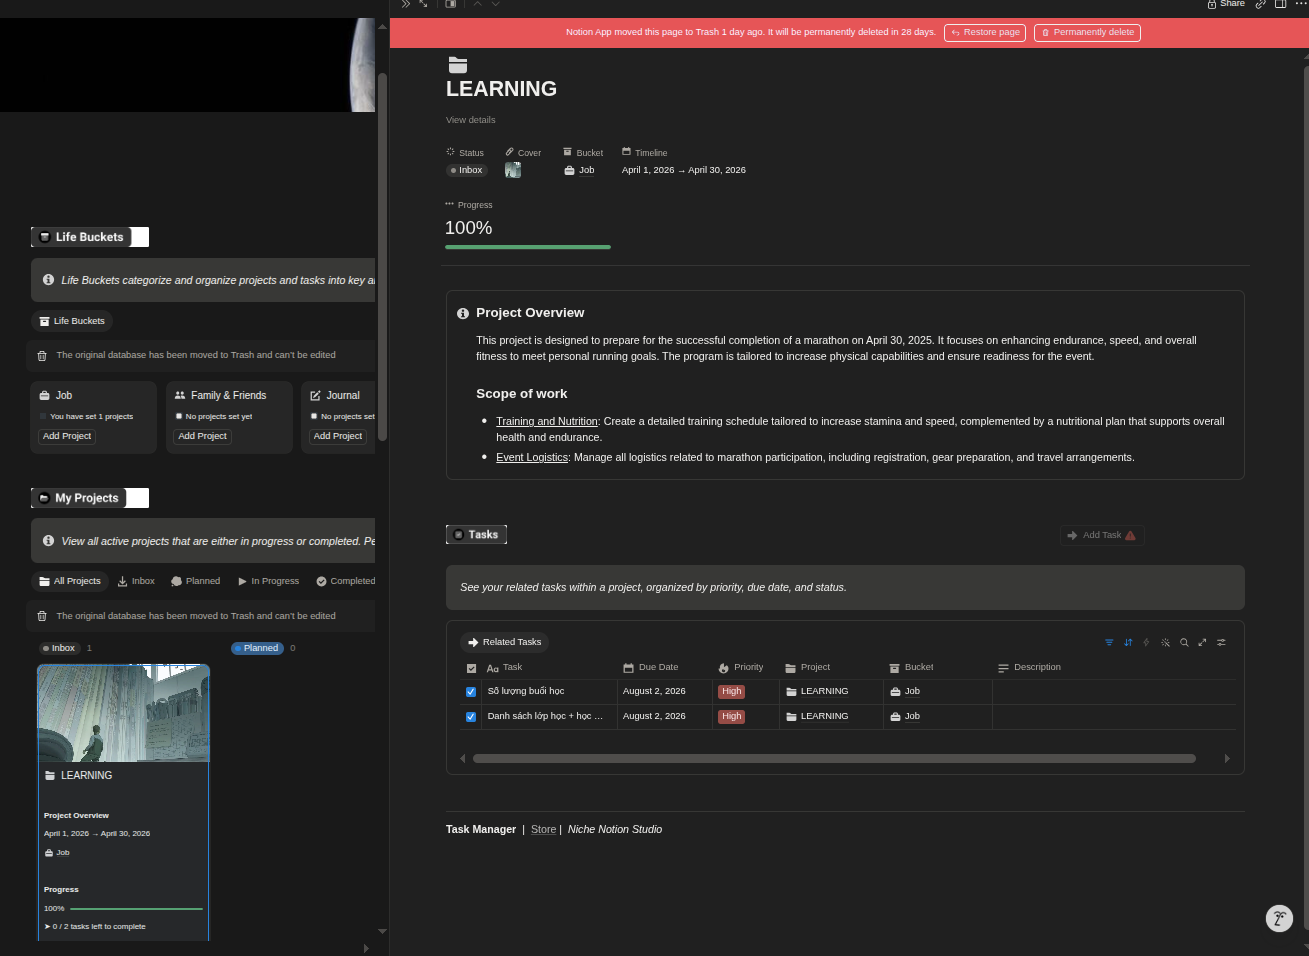 Share
Notion App moved this page to Trash 1 day ago. It will be permanently deleted in 28 days.
Restore page
Permanently delete
LEARNING
View details
Status
Cover
Bucket
Timeline
Inbox
Job
April 1, 2026 → April 30, 2026
Progress
100%
Project Overview
This project is designed to prepare for the successful completion of a marathon on April 30, 2025. It focuses on enhancing endurance, speed, and overall
fitness to meet personal running goals. The program is tailored to increase physical capabilities and ensure readiness for the event.
Scope of work
• Training and Nutrition: Create a detailed training schedule tailored to increase stamina and speed, complemented by a nutritional plan that supports overall
health and endurance.
• Event Logistics: Manage all logistics related to marathon participation, including registration, gear preparation, and travel arrangements.
Tasks
Add Task
See your related tasks within a project, organized by priority, due date, and status.
Related Tasks
Aa Task
Due Date
Priority
Project
Bucket
Description
Số lượng buổi học
August 2, 2026
High
LEARNING
Job
Danh sách lớp học + học ...
August 2, 2026
High
LEARNING
Job
Task Manager | Store | Niche Notion Studio
Life Buckets
Life Buckets categorize and organize projects and tasks into key a
Life Buckets
The original database has been moved to Trash and can't be edited
Job
You have set 1 projects
Add Project
Family & Friends
No projects set yet
Add Project
Journal
No projects set
Add Project
My Projects
View all active projects that are either in progress or completed. Pe
All Projects
Inbox
Planned
In Progress
Completed
The original database has been moved to Trash and can't be edited
Inbox 1
Planned 0
LEARNING
Project Overview
April 1, 2026 → April 30, 2026
Job
Progress
100%
➤ 0 / 2 tasks left to complete